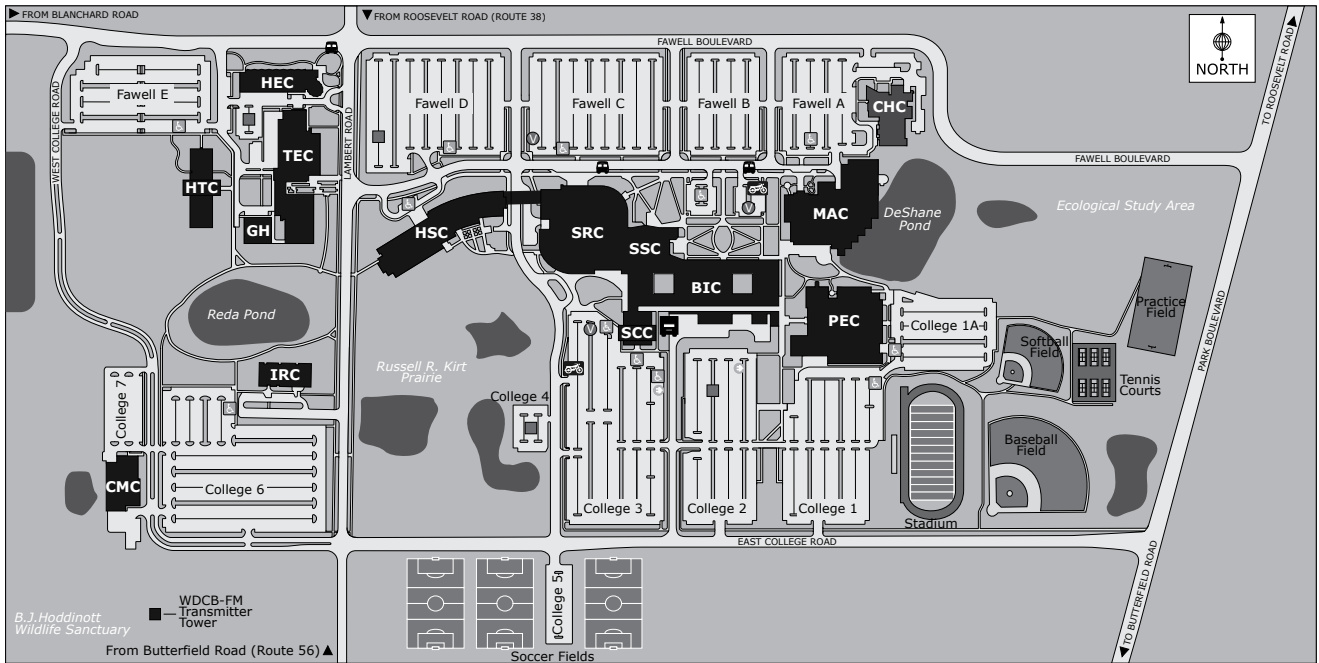 FROM BLANCHARD ROAD
FROM ROOSEVELT ROAD (ROUTE 38)
FAWELL BOULEVARD
NORTH
TO ROOSEVELT ROAD
WEST COLLEGE ROAD
LAMBERT ROAD
HEC
Fawell E
Fawell D
Fawell C
Fawell B
Fawell A
CHC
V
TEC
FAWELL BOULEVARD
HTC
GH
HSC
SRC
SSC
V
MAC
DeShane
Pond
Ecological Study Area
BIC
Reda Pond
V
SCC
PEC
College 1A
Practice
Field
Softball
Field
PARK BOULEVARD
IRC
Russell R. Kirt
Prairie
Tennis
Courts
College 7
College 4
Baseball
Field
CMC
College 6
College 3
College 2
College 1
Stadium
EAST COLLEGE ROAD
College 5
WDCB-FM
Transmitter
Tower
B.J.Hoddinott
Wildlife Sanctuary
From Butterfield Road (Route 56)
Soccer Fields
TO BUTTERFIELD ROAD